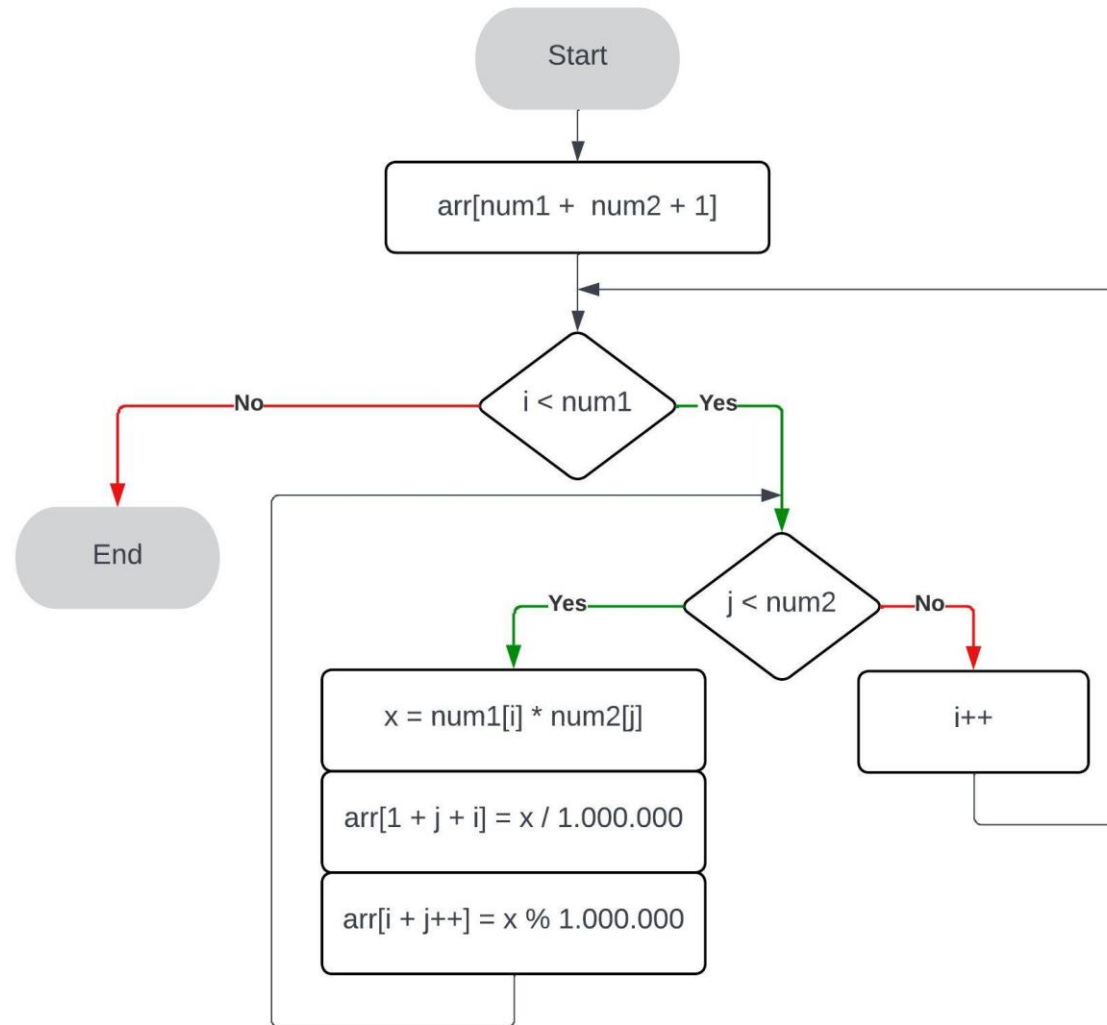 Start
arr[num1 +  num2 + 1]
i < num1
No
Yes
End
j < num2
Yes
No
x = num1[i] * num2[j]
i++
arr[1 + j + i] = x / 1.000.000
arr[i + j++] = x % 1.000.000